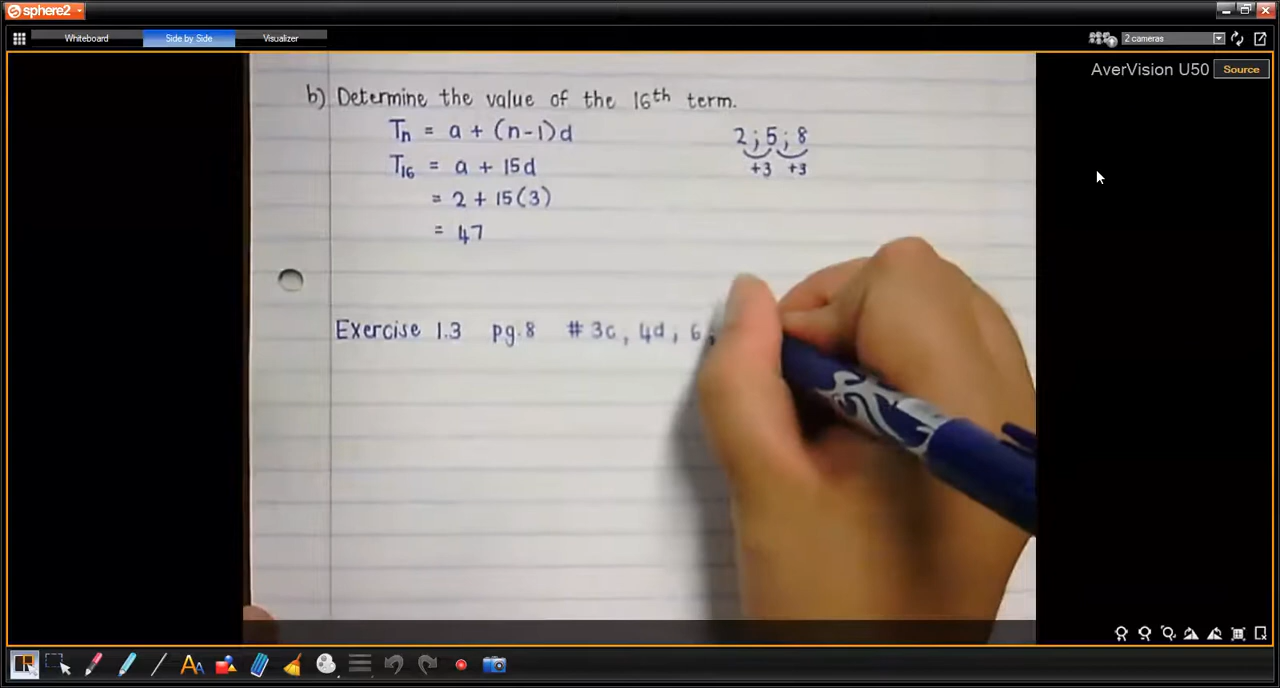 sphere2
Whiteboard
Side by Side
Visualizer
2 cameras
AverVision U50
Source
b) Determine the value of the 16th term.
Tn = a + (n-1)d
2 ; 5 ; 8
+3 +3
T16 = a + 15d
= 2 + 15(3)
= 47
Exercise 1.3 pg.8 # 3c, 4d, 6,